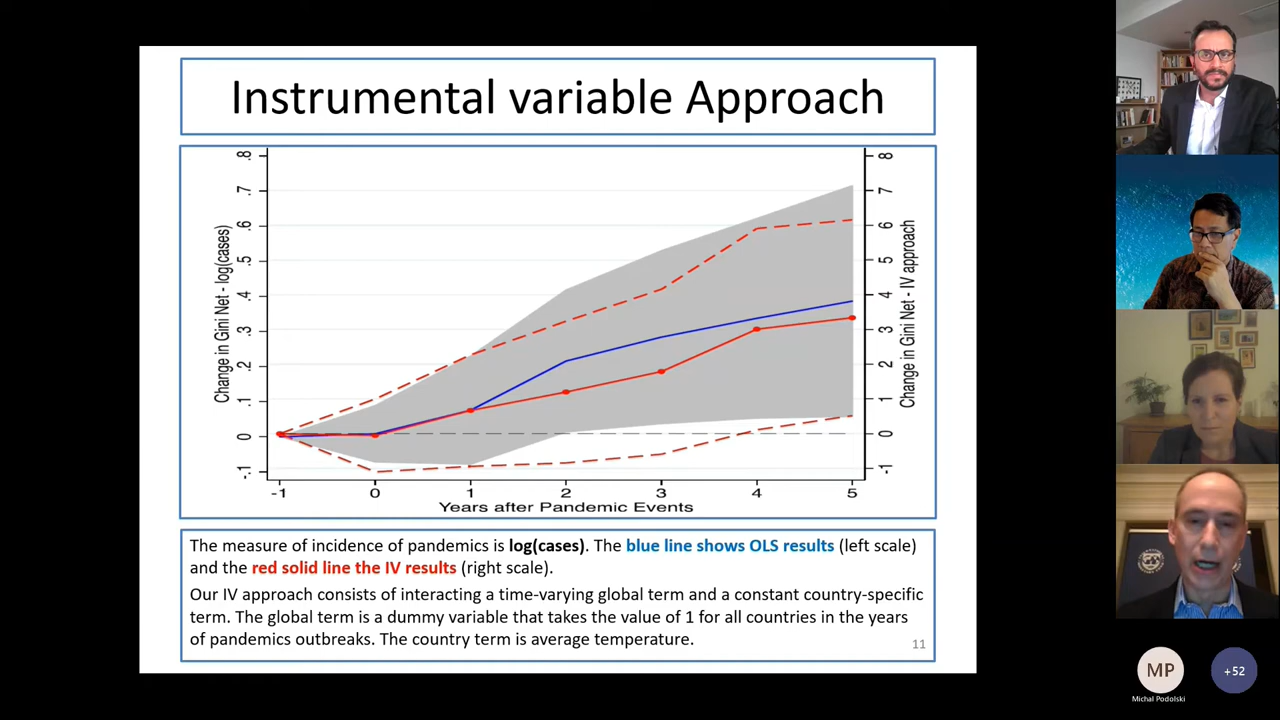 Instrumental variable Approach
Change in Gini Net - log(cases)
.8
.7
.6
.5
.4
.3
.2
.1
0
-.1
8
7
6
5
4
3
2
1
0
-1
Change in Gini Net - IV approach
-1 0 1 2 3 4 5
Years after Pandemic Events
The measure of incidence of pandemics is log(cases). The blue line shows OLS results (left scale)
and the red solid line the IV results (right scale).
Our IV approach consists of interacting a time-varying global term and a constant country-specific
term. The global term is a dummy variable that takes the value of 1 for all countries in the years
of pandemics outbreaks. The country term is average temperature.
11
MP
Michal Podolski
+52